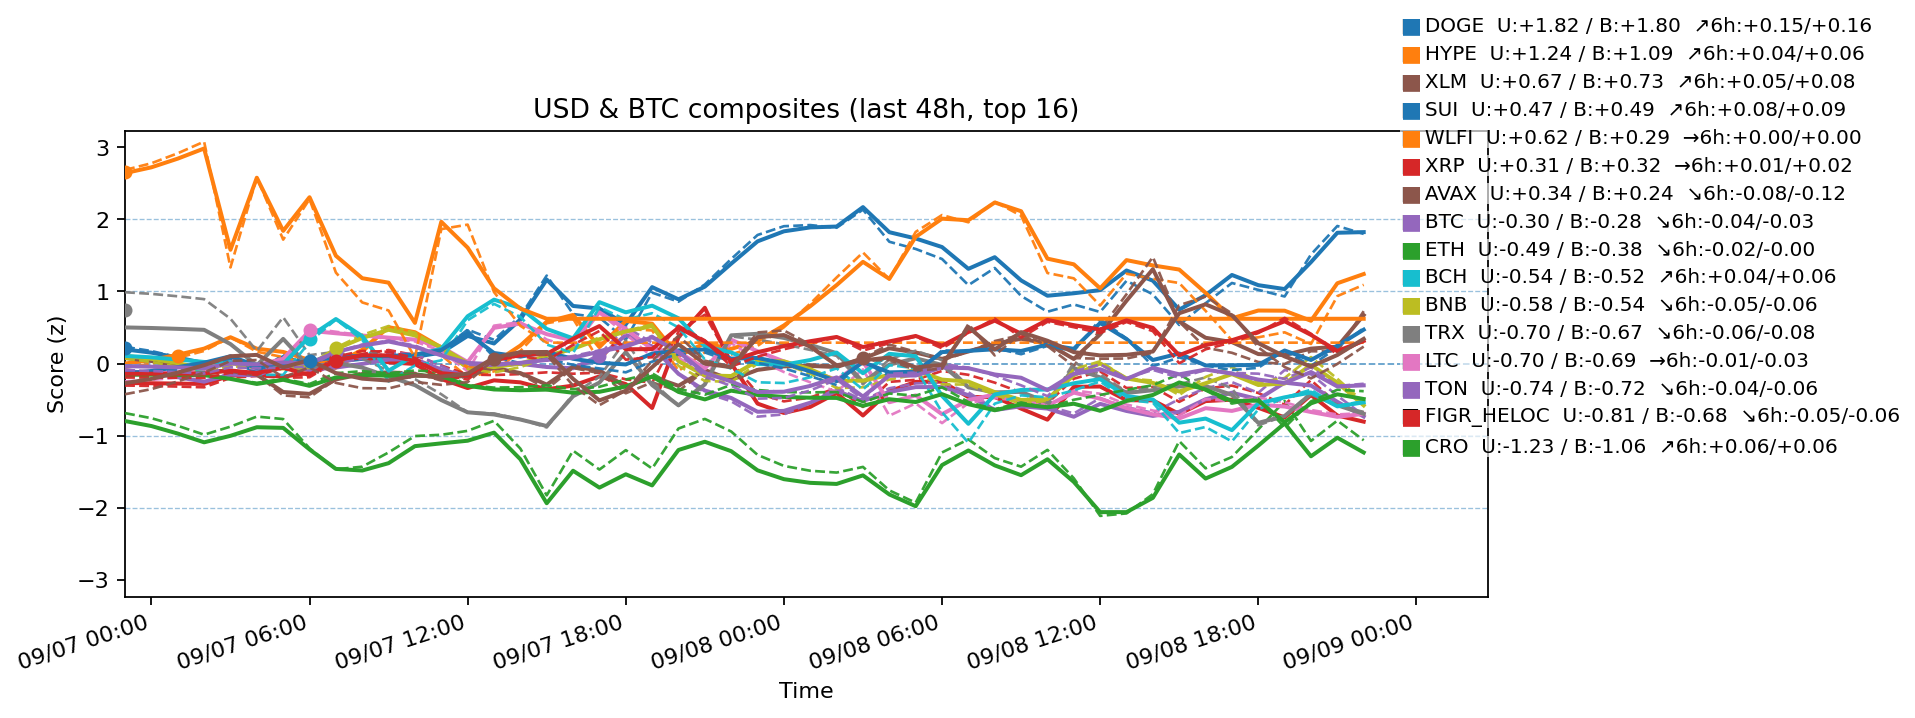 DOGE  U:+1.82 / B:+1.80  ↗6h:+0.15/+0.16
HYPE  U:+1.24 / B:+1.09  ↗6h:+0.04/+0.06
XLM  U:+0.67 / B:+0.73  ↗6h:+0.05/+0.08
SUI  U:+0.47 / B:+0.49  ↗6h:+0.08/+0.09
WLFI  U:+0.62 / B:+0.29  →6h:+0.00/+0.00
XRP  U:+0.31 / B:+0.32  →6h:+0.01/+0.02
AVAX  U:+0.34 / B:+0.24  ↘6h:-0.08/-0.12
BTC  U:-0.30 / B:-0.28  ↘6h:-0.04/-0.03
ETH  U:-0.49 / B:-0.38  ↘6h:-0.02/-0.00
BCH  U:-0.54 / B:-0.52  ↗6h:+0.04/+0.06
BNB  U:-0.58 / B:-0.54  ↘6h:-0.05/-0.06
TRX  U:-0.70 / B:-0.67  ↘6h:-0.06/-0.08
LTC  U:-0.70 / B:-0.69  →6h:-0.01/-0.03
TON  U:-0.74 / B:-0.72  ↘6h:-0.04/-0.06
FIGR_HELOC  U:-0.81 / B:-0.68  ↘6h:-0.05/-0.06
CRO  U:-1.23 / B:-1.06  ↗6h:+0.06/+0.06
USD & BTC composites (last 48h, top 16)
Score (z)
3
2
1
0
−1
−2
−3
09/07 00:00
09/07 06:00
09/07 12:00
09/07 18:00
09/08 00:00
09/08 06:00
09/08 12:00
09/08 18:00
09/09 00:00
Time